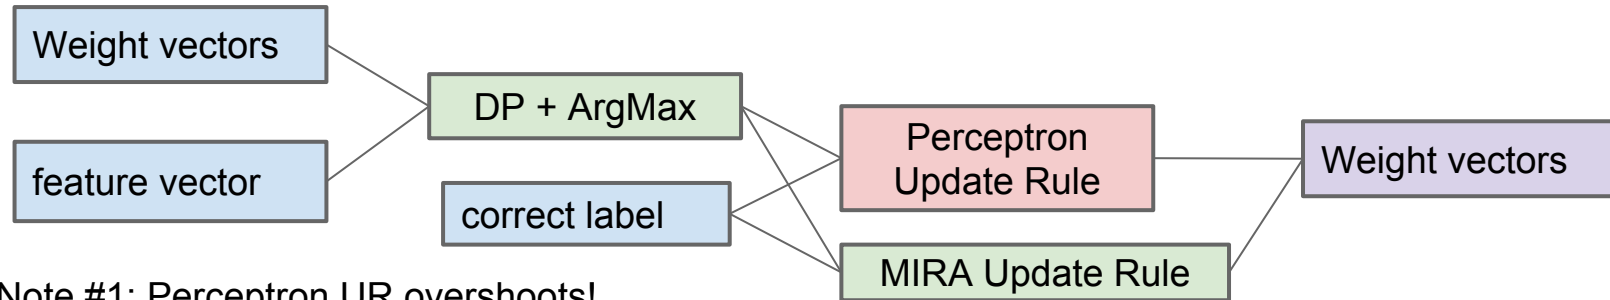 Weight vectors
feature vector
DP + ArgMax
correct label
Perceptron
Update Rule
MIRA Update Rule
Weight vectors
Note #1: Perceptron UR overshoots!